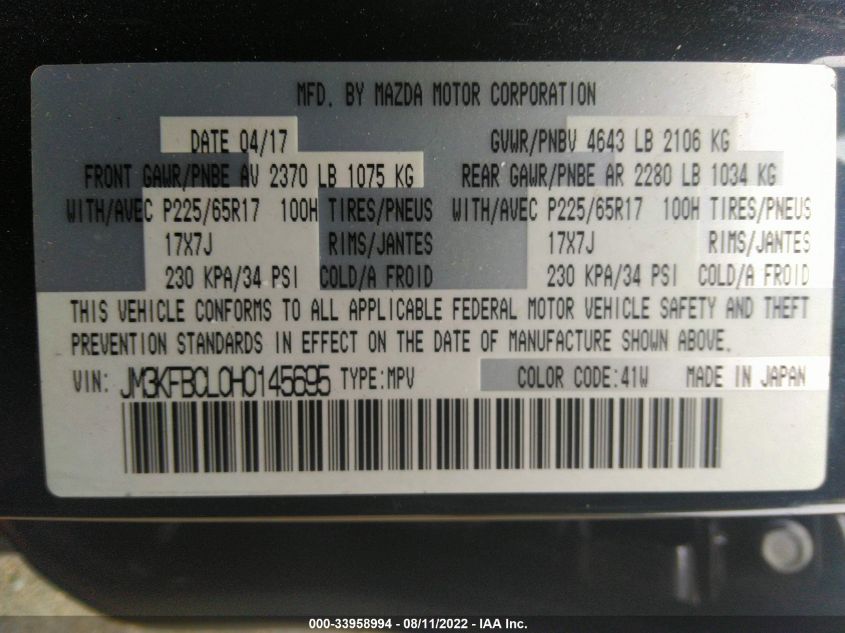 MFD. BY MAZDA MOTOR CORPORATION
DATE 04/17 GVWR/PNBV 4643 LB 2106 KG
FRONT GAWR/PNBE AV 2370 LB 1075 KG REAR GAWR/PNBE AR 2280 LB 1034 KG
WITH/AVEC P225/65R17 100H TIRES/PNEUS WITH/AVEC P225/65R17 100H TIRES/PNEUS
17X7J RIMS/JANTES 17X7J RIMS/JANTES
230 KPA/34 PSI COLD/A FROID 230 KPA/34 PSI COLD/A FROID
THIS VEHICLE CONFORMS TO ALL APPLICABLE FEDERAL MOTOR VEHICLE SAFETY AND THEFT
PREVENTION STANDARDS IN EFFECT ON THE DATE OF MANUFACTURE SHOWN ABOVE.
VIN: JM3KFBCL0H0145695 TYPE:MPV COLOR CODE:41W MADE IN JAPAN
000-33958994 - 08/11/2022 - IAA Inc.